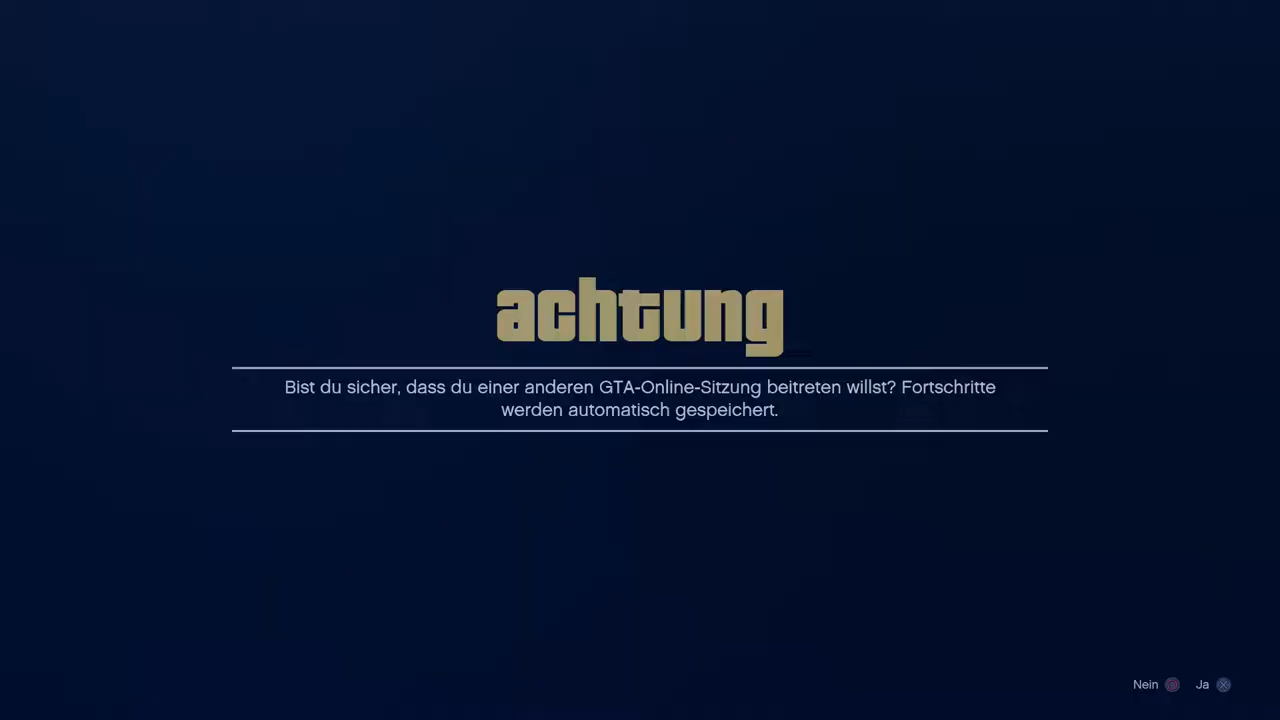 achtung
Bist du sicher, dass du einer anderen GTA-Online-Sitzung beitreten willst? Fortschritte
werden automatisch gespeichert.
Nein Ja